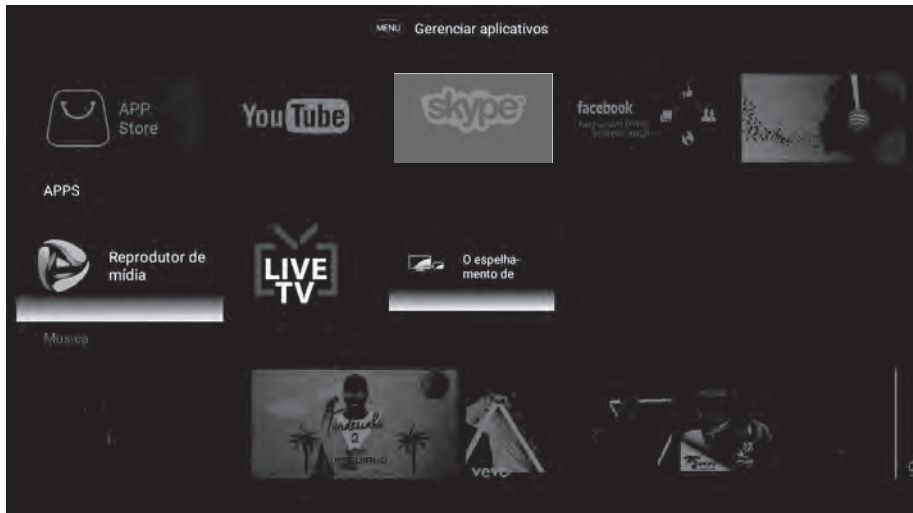 MENU Gerenciar aplicativos
APP
Store
YouTube
skype
facebook
APPS
Reprodutor de
mídia
LIVE
TV
O espelha-
mento de
Musica
2
vevo